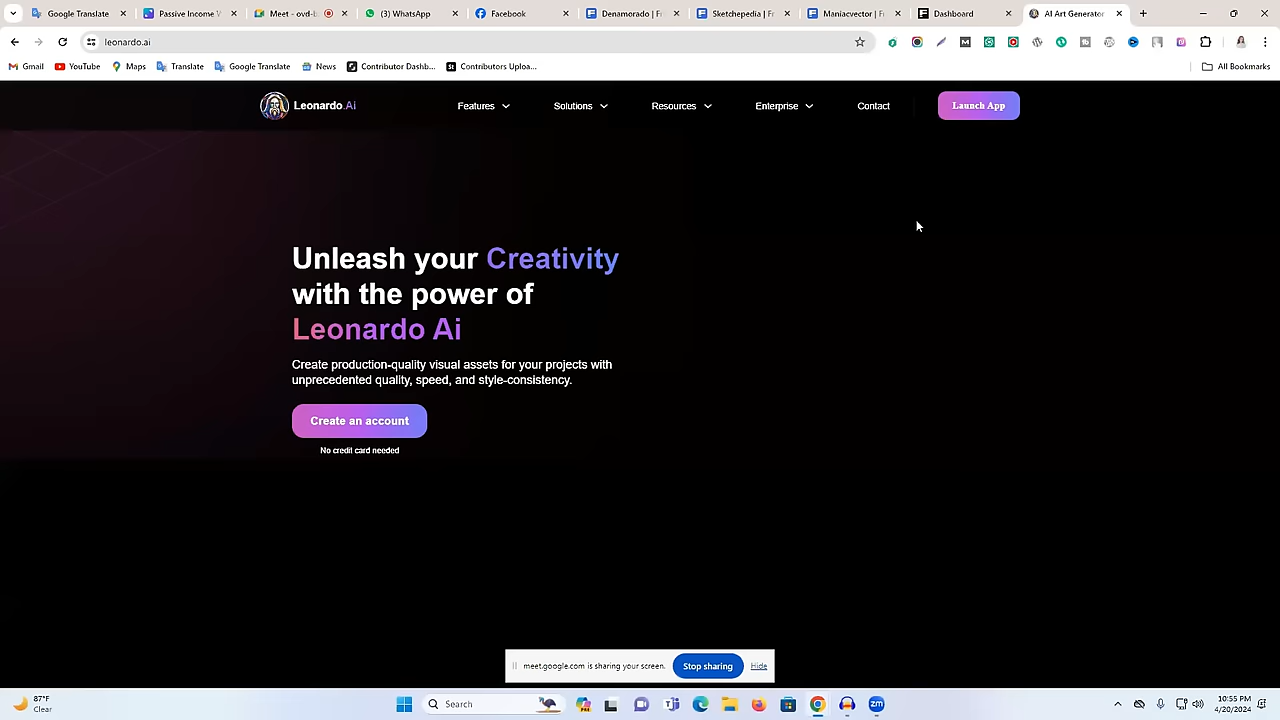 Google Translate
Passive Income V
Meet - ovd-b
(3) WhatsApp
Facebook
Denamorado | Fr
Sketchepedia | Fr
Dashboard
AI Art Generator
leonardo.ai
Gmail
YouTube
Maps
Translate
Google Translate
News
Contributor Dashb...
Contributors Uploa...
All Bookmarks
Leonardo.Ai
Features
Solutions
Resources
Enterprise
Contact
Launch App
Unleash your Creativity
with the power of
Leonardo Ai
Create production-quality visual assets for your projects with
unprecedented quality, speed, and style-consistency.
Create an account
No credit card needed
meet.google.com is sharing your screen.
Stop sharing
Hide
87°F
Clear
Search
10:55 PM
4/20/2024